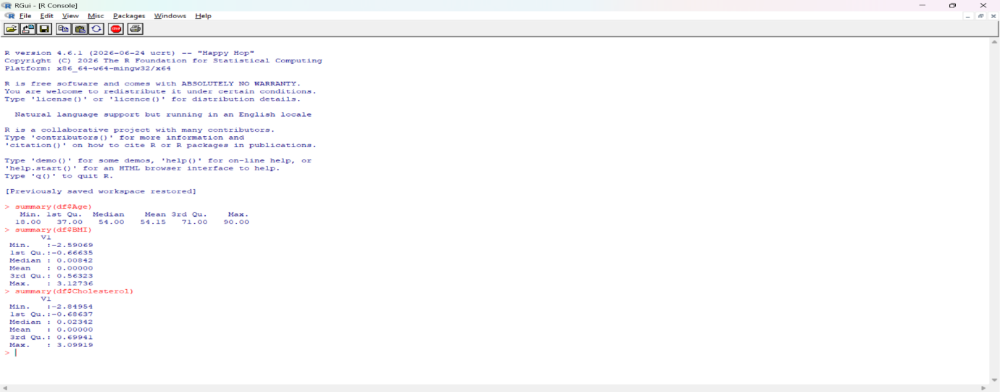 RGui - [R Console]
File Edit View Misc Packages Windows Help
STOP
R version 4.6.1 (2026-06-24 ucrt) -- "Happy Hop"
Copyright (C) 2026 The R Foundation for Statistical Computing
Platform: x86_64-w64-mingw32/x64
R is free software and comes with ABSOLUTELY NO WARRANTY.
You are welcome to redistribute it under certain conditions.
Type 'license()' or 'licence()' for distribution details.
Natural language support but running in an English locale
R is a collaborative project with many contributors.
Type 'contributors()' for more information and
'citation()' on how to cite R or R packages in publications.
Type 'demo()' for some demos, 'help()' for on-line help, or
'help.start()' for an HTML browser interface to help.
Type 'q()' to quit R.
[Previously saved workspace restored]
> summary(df$Age)
Min. 1st Qu. Median Mean 3rd Qu. Max.
18.00 37.00 54.00 54.15 71.00 90.00
> summary(df$BMI)
V1
Min. :-2.59069
1st Qu.:-0.66635
Median : 0.00842
Mean : 0.00000
3rd Qu.: 0.56323
Max. : 3.12736
> summary(df$Cholesterol)
V1
Min. :-2.84954
1st Qu.:-0.68637
Median : 0.02342
Mean : 0.00000
3rd Qu.: 0.69941
Max. : 3.09919
>